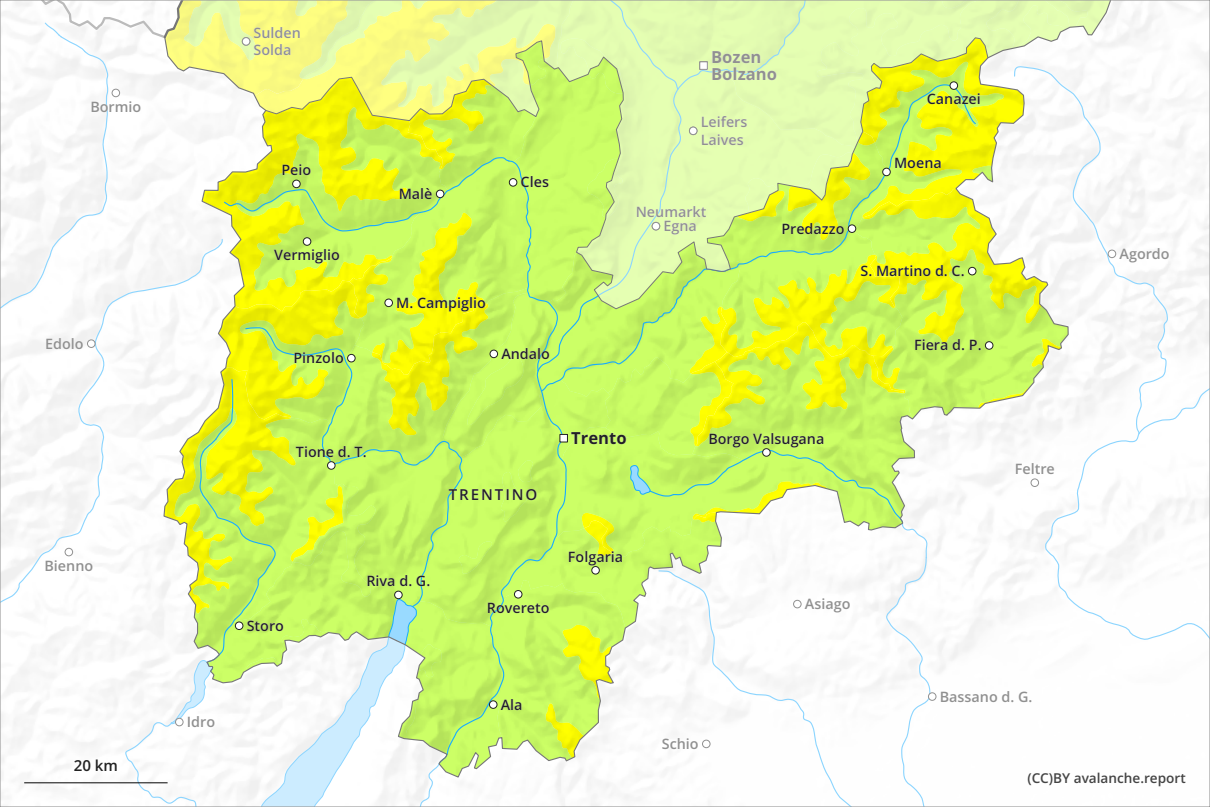 Sulden
Solda
Bozen
Bolzano
Bormio
Canazei
Leifers
Laives
Moena
Peio
Malè
Cles
Neumarkt
Egna
Predazzo
Vermiglio
Agordo
S. Martino d. C.
M. Campiglio
Edolo
Pinzolo
Andalo
Fiera d. P.
Trento
Borgo Valsugana
Tione d. T.
Feltre
TRENTINO
Bienno
Folgaria
Riva d. G.
Rovereto
Asiago
Storo
Bassano d. G.
Ala
Idro
Schio
20 km
(CC)BY avalanche.report